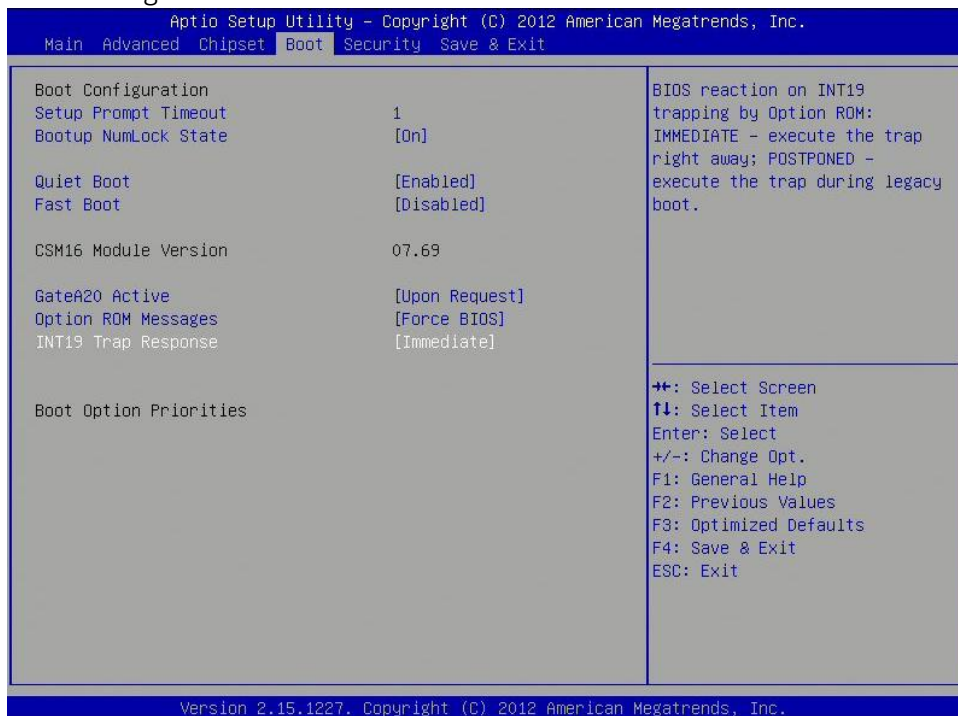 Aptio Setup Utility – Copyright (C) 2012 American Megatrends, Inc.
Main Advanced Chipset Boot Security Save & Exit
Boot Configuration
Setup Prompt Timeout 1
Bootup NumLock State [On]
Quiet Boot [Enabled]
Fast Boot [Disabled]
CSM16 Module Version 07.69
GateA20 Active [Upon Request]
Option ROM Messages [Force BIOS]
INT19 Trap Response [Immediate]
Boot Option Priorities
BIOS reaction on INT19
trapping by Option ROM:
IMMEDIATE – execute the trap
right away; POSTPONED –
execute the trap during legacy
boot.
→←: Select Screen
↑↓: Select Item
Enter: Select
+/-: Change Opt.
F1: General Help
F2: Previous Values
F3: Optimized Defaults
F4: Save & Exit
ESC: Exit
Version 2.15.1227. Copyright (C) 2012 American Megatrends, Inc.